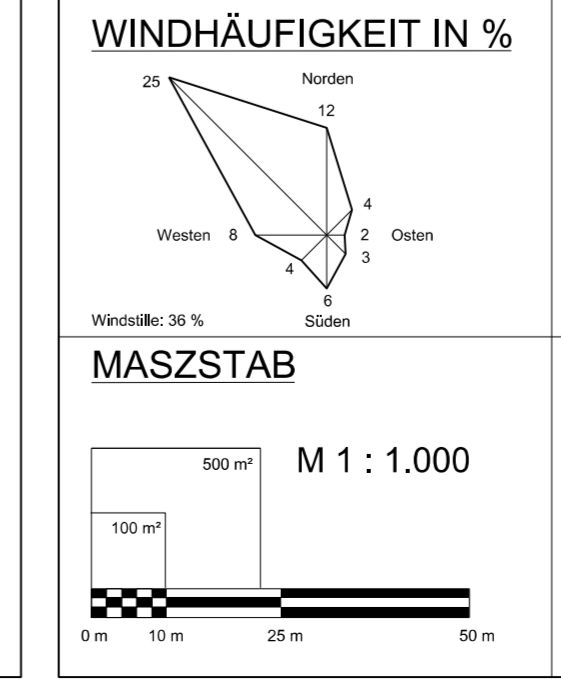 WINDHÄUFIGKEIT IN %
25
Norden
12
4
Westen 8
2 Osten
4
3
6
Windstille: 36 %
Süden
MASZSTAB
500 m²
M 1 : 1.000
100 m²
0 m 10 m 25 m 50 m